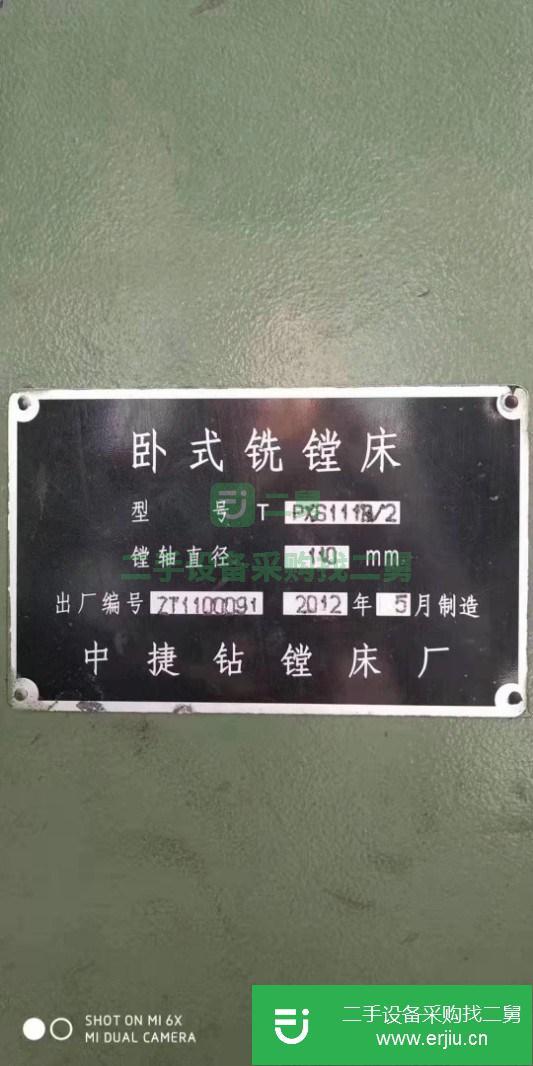 卧式铣镗床
型 号 T PX6111B/2
二舅
镗轴直径 110 mm
二手设备采购找二舅
出厂编号 ZT1100091 2012 年 5 月制造
中捷钻镗床厂
SHOT ON MI 6X
MI DUAL CAMERA
二手设备采购找二舅
www.erjiu.cn